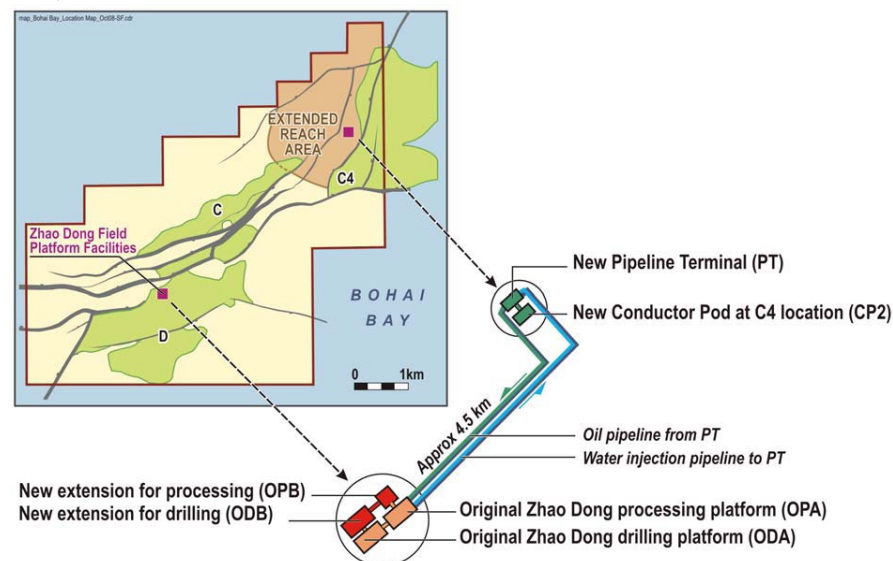 map_Bohai Bay_Location Map_Oct08-SF.cdr
EXTENDED
REACH
AREA
C4
C
Zhao Dong Field
Platform Facilities
BOHAI
BAY
D
0 1km
New Pipeline Terminal (PT)
New Conductor Pod at C4 location (CP2)
Approx 4.5 km
Oil pipeline from PT
Water injection pipeline to PT
New extension for processing (OPB)
New extension for drilling (ODB)
Original Zhao Dong processing platform (OPA)
Original Zhao Dong drilling platform (ODA)